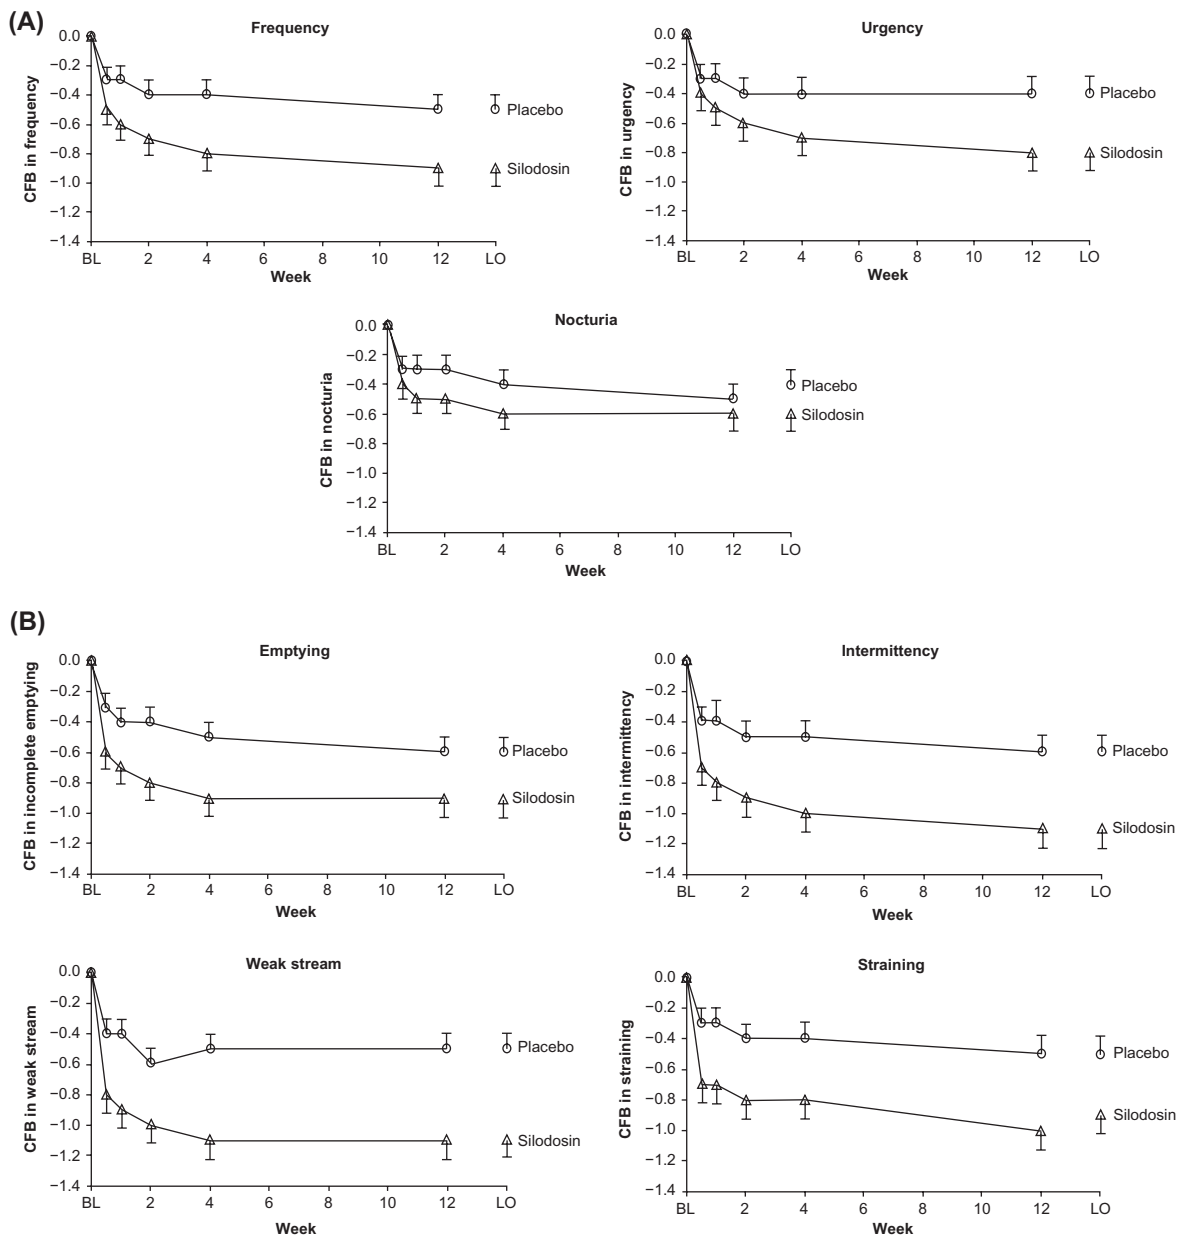 (A)
Frequency
0.0
−0.2
−0.4
−0.6
−0.8
−1.0
−1.2
−1.4
CFB in frequency
BL 2 4 6 8 10 12 LO
Week
Placebo
Silodosin
Urgency
0.0
−0.2
−0.4
−0.6
−0.8
−1.0
−1.2
−1.4
CFB in urgency
BL 2 4 6 8 10 12 LO
Week
Placebo
Silodosin
Nocturia
0.0
−0.2
−0.4
−0.6
−0.8
−1.0
−1.2
−1.4
CFB in nocturia
BL 2 4 6 8 10 12 LO
Week
Placebo
Silodosin
(B)
Emptying
0.0
−0.2
−0.4
−0.6
−0.8
−1.0
−1.2
−1.4
CFB in incomplete emptying
BL 2 4 6 8 10 12 LO
Week
Placebo
Silodosin
Intermittency
0.0
−0.2
−0.4
−0.6
−0.8
−1.0
−1.2
−1.4
CFB in intermittency
BL 2 4 6 8 10 12 LO
Week
Placebo
Silodosin
Weak stream
0.0
−0.2
−0.4
−0.6
−0.8
−1.0
−1.2
−1.4
CFB in weak stream
BL 2 4 6 8 10 12 LO
Week
Placebo
Silodosin
Straining
0.0
−0.2
−0.4
−0.6
−0.8
−1.0
−1.2
−1.4
CFB in straining
BL 2 4 6 8 10 12 LO
Week
Placebo
Silodosin